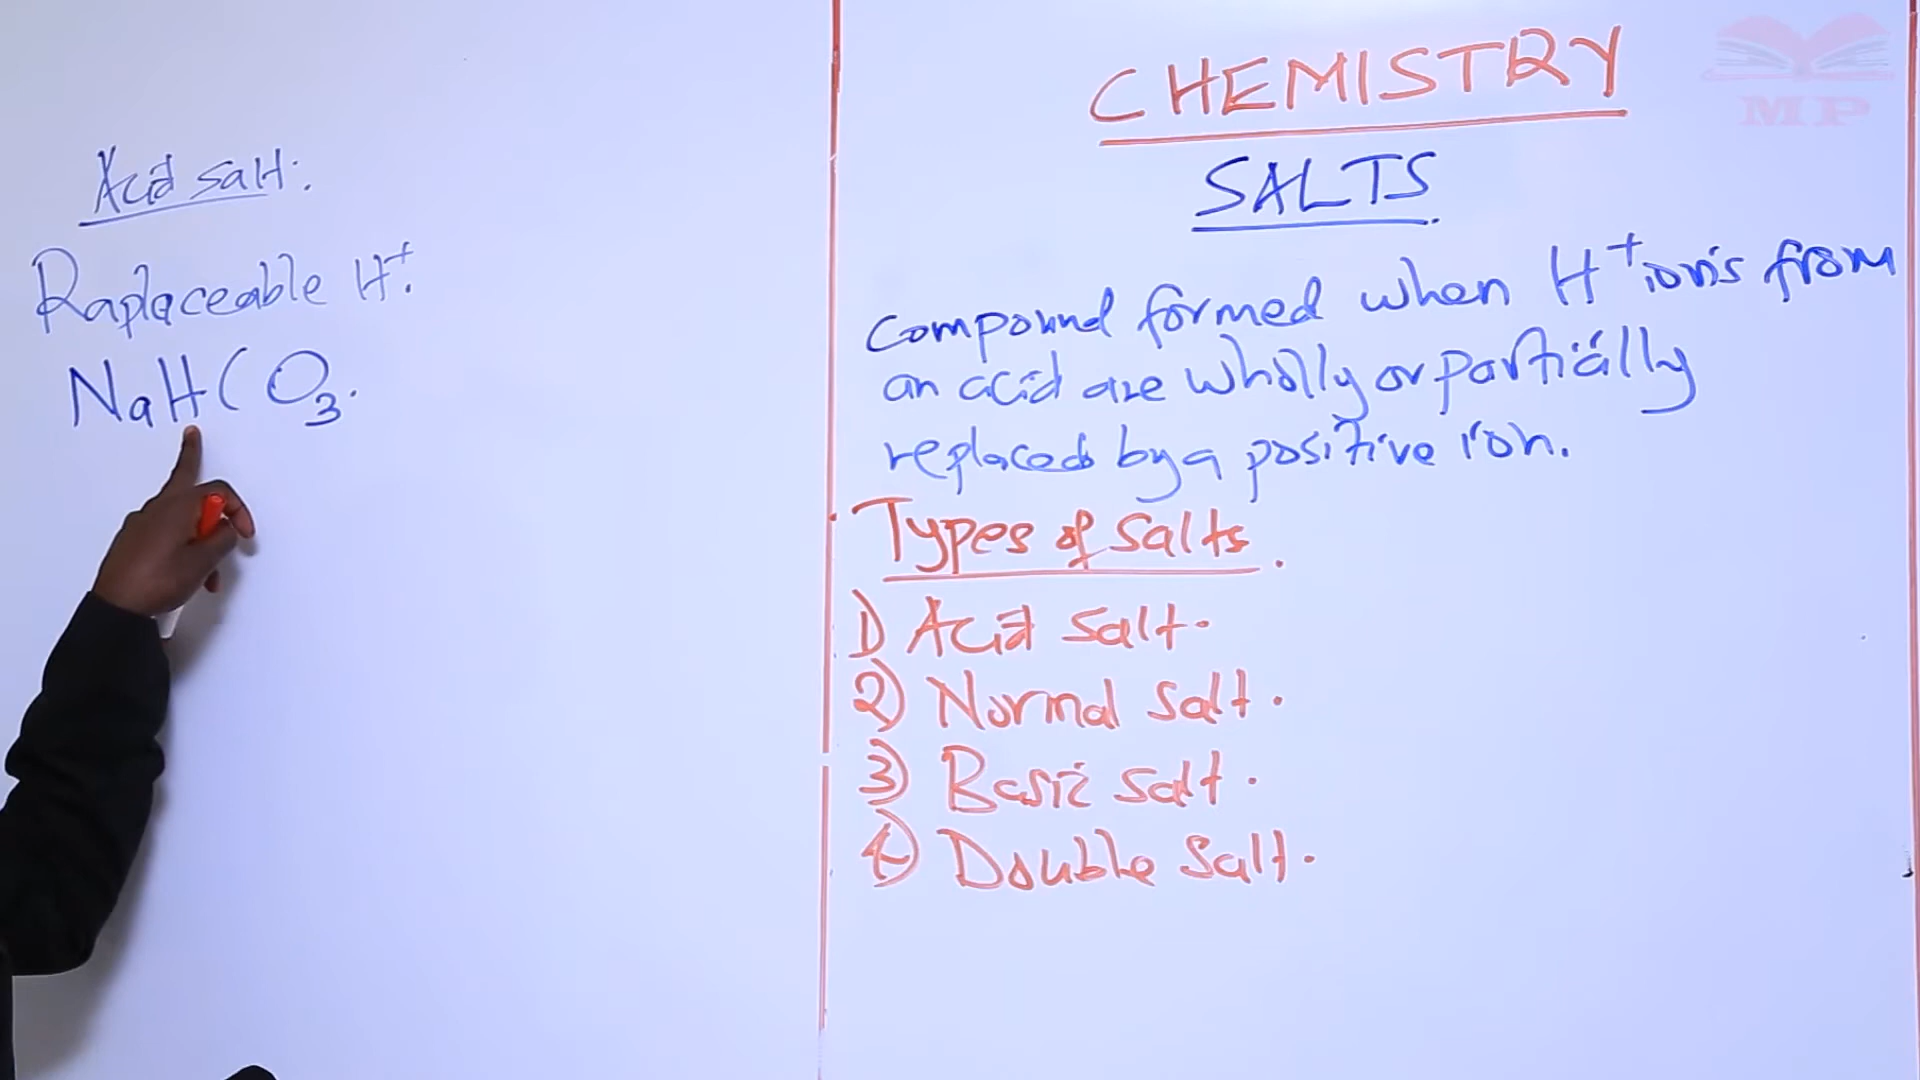 Acid salt:
Raplaceable H⁺.
NaHCO₃.
MP
CHEMISTRY
SALTS
Compound formed when H⁺ ions from
an acid are wholly or partially
replaced by a positive ion.
Types of salts.
1) Acid salt.
2) Normal salt.
3) Basic salt.
4) Double salt.